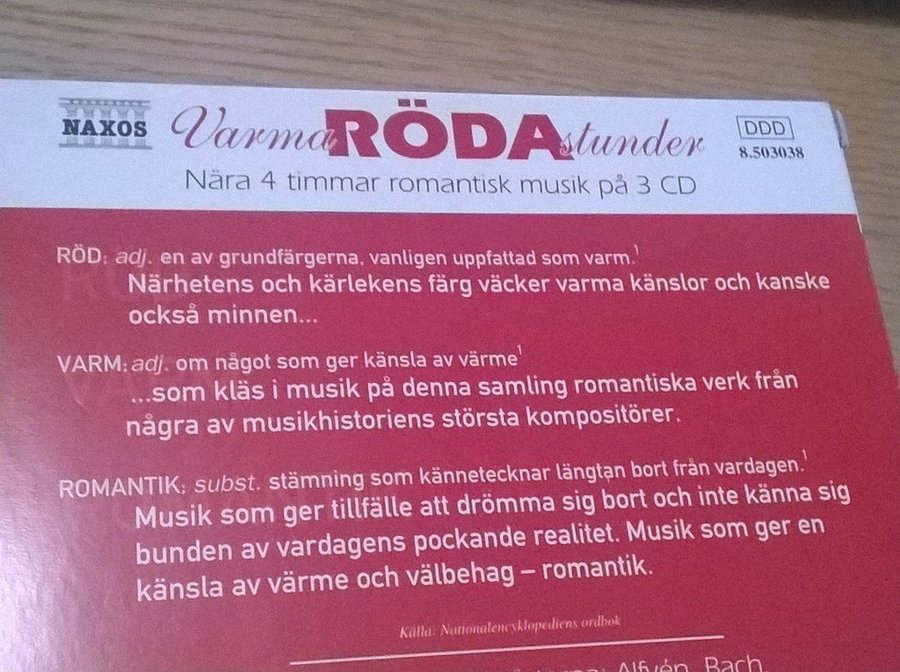 NAXOS
Varma RÖDA stunder
DDD
8.503038
Nära 4 timmar romantisk musik på 3 CD
RÖD: adj. en av grundfärgerna, vanligen uppfattad som varm.¹
Närhetens och kärlekens färg väcker varma känslor och kanske
också minnen...
VARM: adj. om något som ger känsla av värme¹
...som kläs i musik på denna samling romantiska verk från
några av musikhistoriens största kompositörer.
ROMANTIK: subst. stämning som kännetecknar längtan bort från vardagen.¹
Musik som ger tillfälle att drömma sig bort och inte känna sig
bunden av vardagens pockande realitet. Musik som ger en
känsla av värme och välbehag – romantik.
Källa: Nationalencyklopediens ordbok
Alfvén, Bach